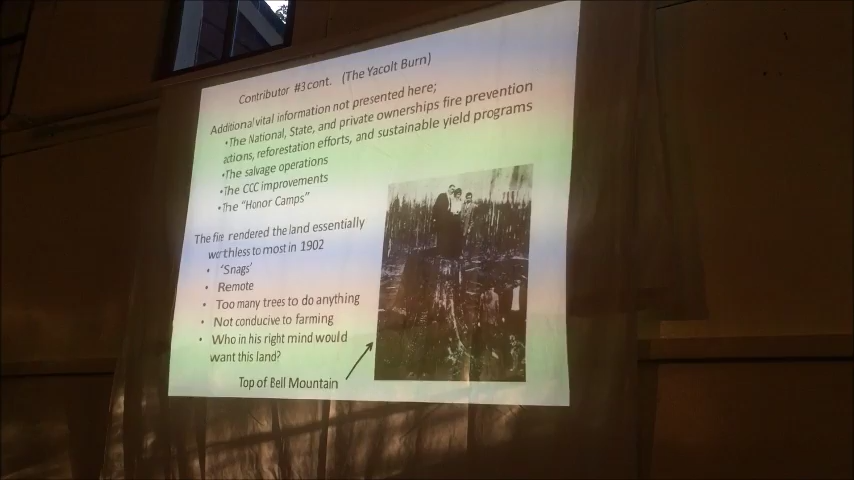 Contributor #3 cont. (The Yacolt Burn)
Additional vital information not presented here;
•The National, State, and private ownerships fire prevention
actions, reforestation efforts, and sustainable yield programs
•The salvage operations
•The CCC improvements
•The "Honor Camps"
The fire rendered the land essentially
worthless to most in 1902
• 'Snags'
• Remote
• Too many trees to do anything
• Not conducive to farming
• Who in his right mind would
want this land?
Top of Bell Mountain